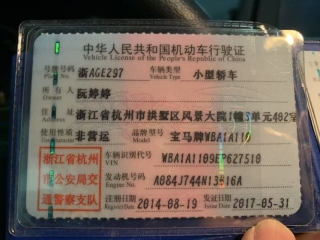 中华人民共和国机动车行驶证
Vehicle License of the People's Republic of China
号牌号码 浙AGE297 车辆类型 小型轿车
Plate No. Vehicle Type
所有人 阮婷婷
Owner
住址 浙江省杭州市拱墅区风景大院1幢3单元402室
使用性质 非营运 品牌型号 宝马牌WBA1A110
浙江省杭州市公安局交通警察支队
车辆识别代号 WBA1A1109EP627510
VIN
发动机号码
Engine No.
注册日期 2014-08-19 发证日期 2017-05-31
Register Date Issue Date